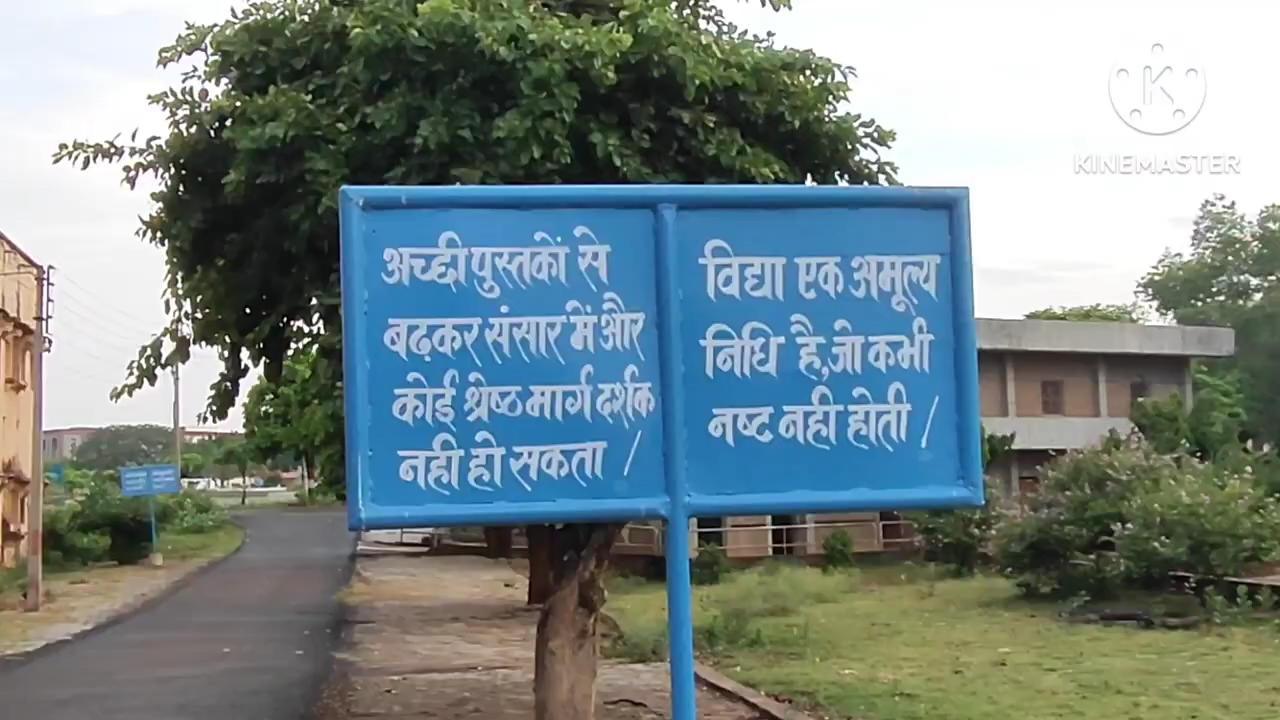 अच्छी पुस्तकों से
बढ़कर संसार में और
कोई श्रेष्ठ मार्ग दर्शक
नही हो सकता /
विद्या एक अमूल्य
निधि है, जो कभी
नष्ट नही होती /
K
KINEMASTER